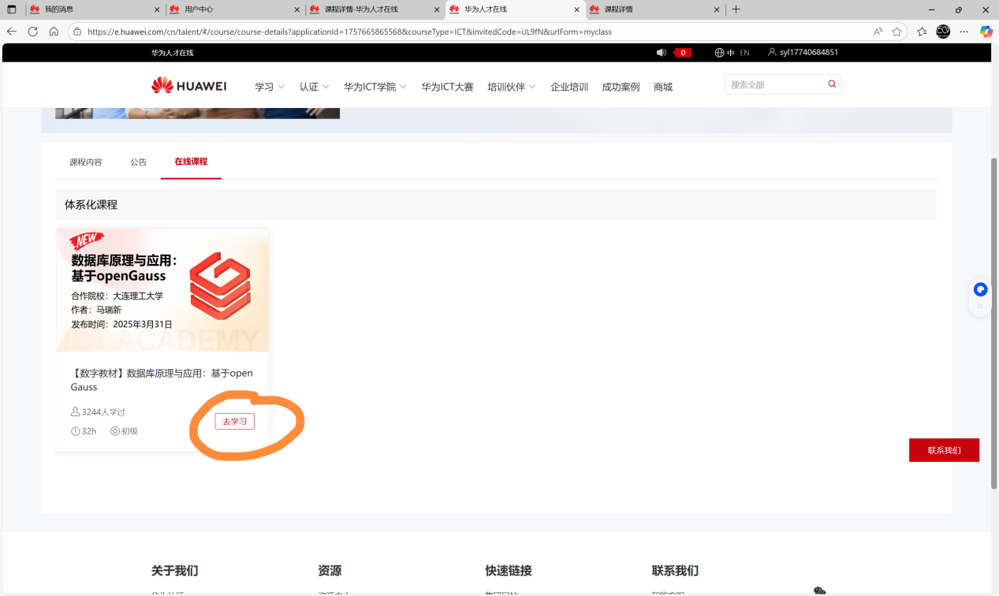 我的消息
用户中心
课程详情-华为人才在线
华为人才在线
课程详情
https://e.huawei.com/cn/talent/#/course/course-details?applicationId=1757665865568&courseType=ICT&invitedCode=iJL9fN&urlForm=myclass
华为人才在线
0
中 EN
syl17740684851
HUAWEI
学习
认证
华为ICT学院
华为ICT大赛
培训伙伴
企业培训
成功案例
商城
搜索全部
课程内容
公告
在线课程
体系化课程
NEW
数据库原理与应用：
基于openGauss
合作院校：大连理工大学
作者：马瑞新
发布时间：2025年3月31日
ICT ACADEMY
【数字教材】数据库原理与应用：基于open
Gauss
3244人学过
去学习
32h
初级
联系我们
关于我们
资源
快速链接
联系我们